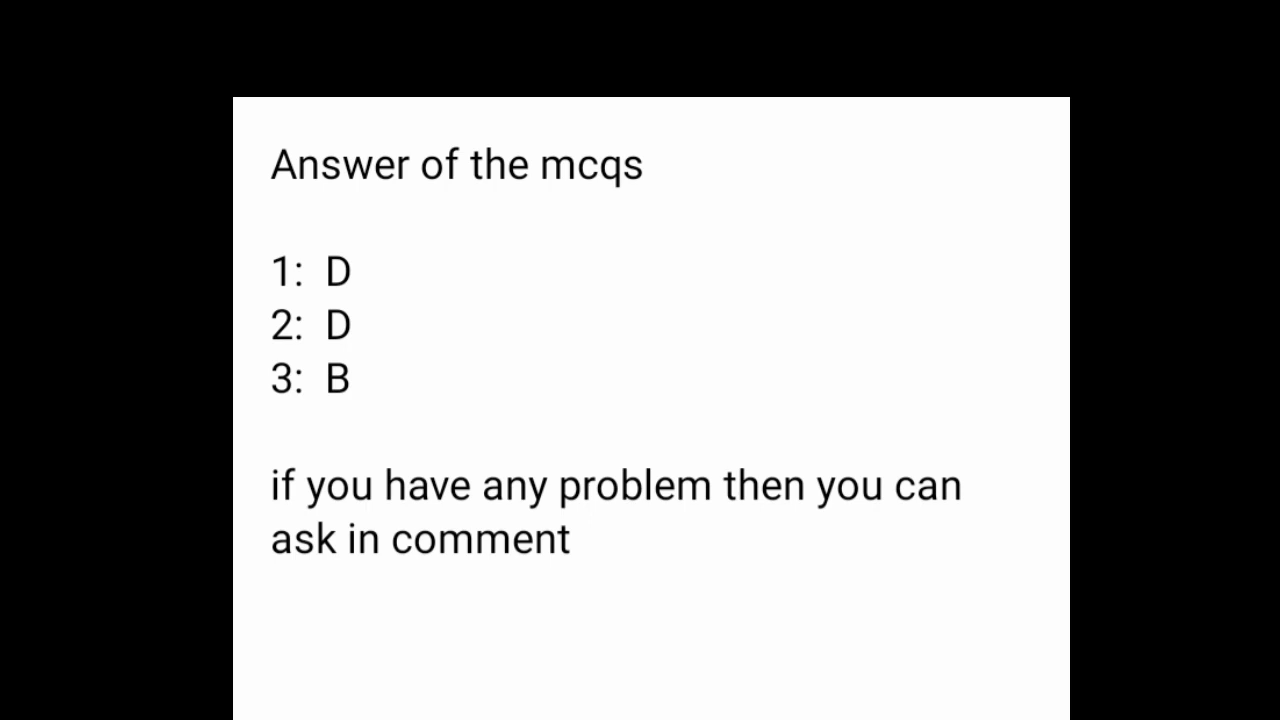 Answer of the mcqs
1: D
2: D
3: B
if you have any problem then you can
ask in comment